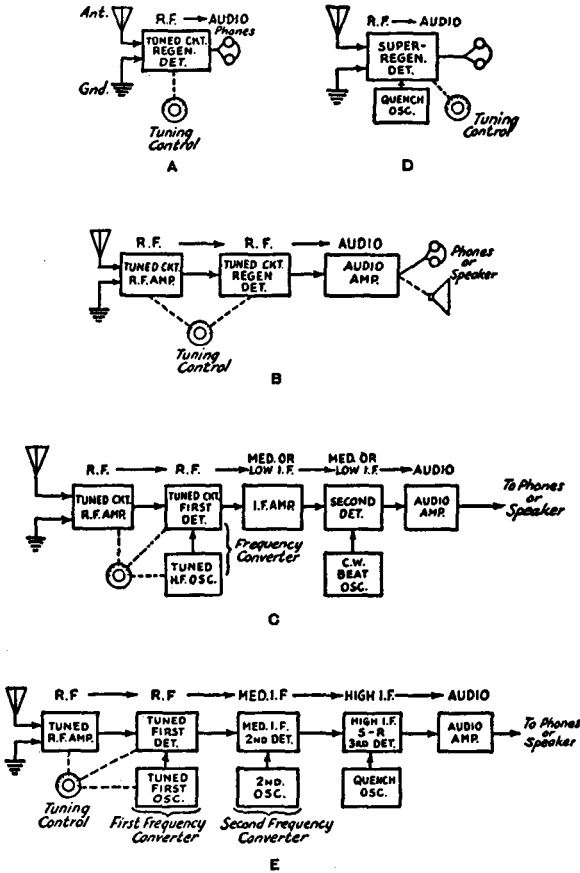 Ant.
R.F. → AUDIO
Phones
TUNED CKT.
REGEN.
DET.
Gnd.
Tuning
Control
A
R.F. → AUDIO
SUPER-
REGEN.
DET.
QUENCH
OSC.
Tuning
Control
D
R.F. → R.F. → AUDIO
TUNED CKT.
R.F. AMP.
TUNED CKT.
REGEN
DET.
AUDIO
AMP.
Phones
or
Speaker
Tuning
Control
B
R.F. → R.F. → MED. OR LOW I.F. → MED. OR LOW I.F. → AUDIO
TUNED CKT.
R.F. AMP.
TUNED CKT.
FIRST
DET.
I.F. AMP.
SECOND
DET.
AUDIO
AMP.
To Phones
or
Speaker
Frequency
Converter
TUNED
H.F. OSC.
C.W.
BEAT
OSC.
C
R.F → R.F → MED. I.F → HIGH I.F. → AUDIO
TUNED
R.F. AMP.
TUNED
FIRST
DET.
MED. I.F.
2ND DET.
HIGH I.F.
S-R
3RD DET.
AUDIO
AMP.
To Phones
or
Speaker
TUNED
FIRST
OSC.
2ND.
OSC.
QUENCH
OSC.
Tuning
Control
First Frequency
Converter
Second Frequency
Converter
E